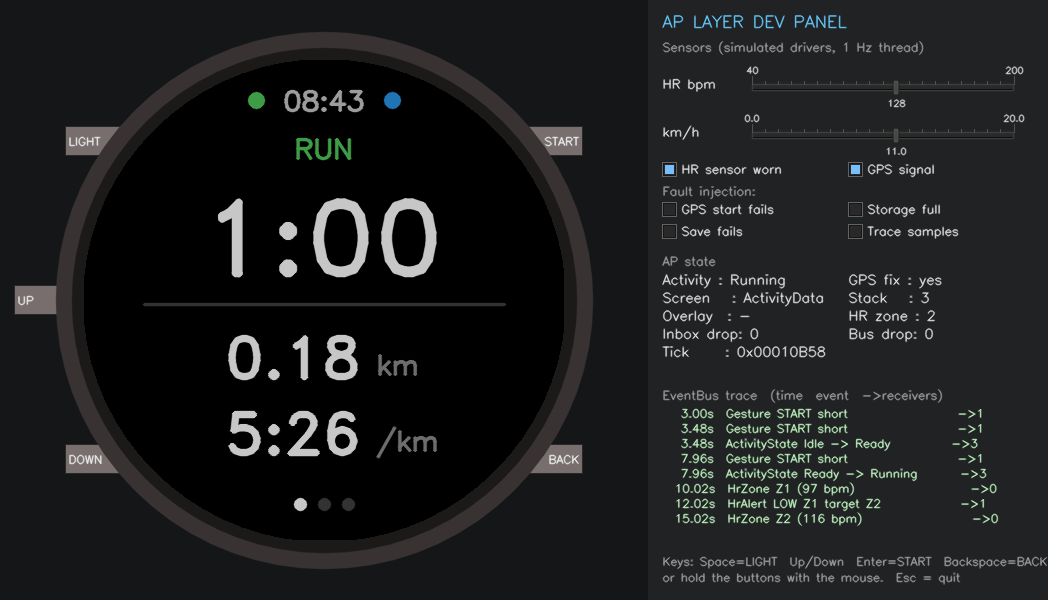 08:43
RUN
1:00
0.18 km
5:26 /km
LIGHT
START
UP
DOWN
BACK
AP LAYER DEV PANEL
Sensors (simulated drivers, 1 Hz thread)
40 200
HR bpm
128
0.0 20.0
km/h
11.0
HR sensor worn GPS signal
Fault injection:
GPS start fails Storage full
Save fails Trace samples
AP state
Activity : Running GPS fix : yes
Screen : ActivityData Stack : 3
Overlay : - HR zone : 2
Inbox drop: 0 Bus drop: 0
Tick : 0x00010B58
EventBus trace (time event ->receivers)
3.00s Gesture START short ->1
3.48s Gesture START short ->1
3.48s ActivityState Idle -> Ready ->3
7.96s Gesture START short ->1
7.96s ActivityState Ready -> Running ->3
10.02s HrZone Z1 (97 bpm) ->0
12.02s HrAlert LOW Z1 target Z2 ->1
15.02s HrZone Z2 (116 bpm) ->0
Keys: Space=LIGHT Up/Down Enter=START Backspace=BACK
or hold the buttons with the mouse. Esc = quit